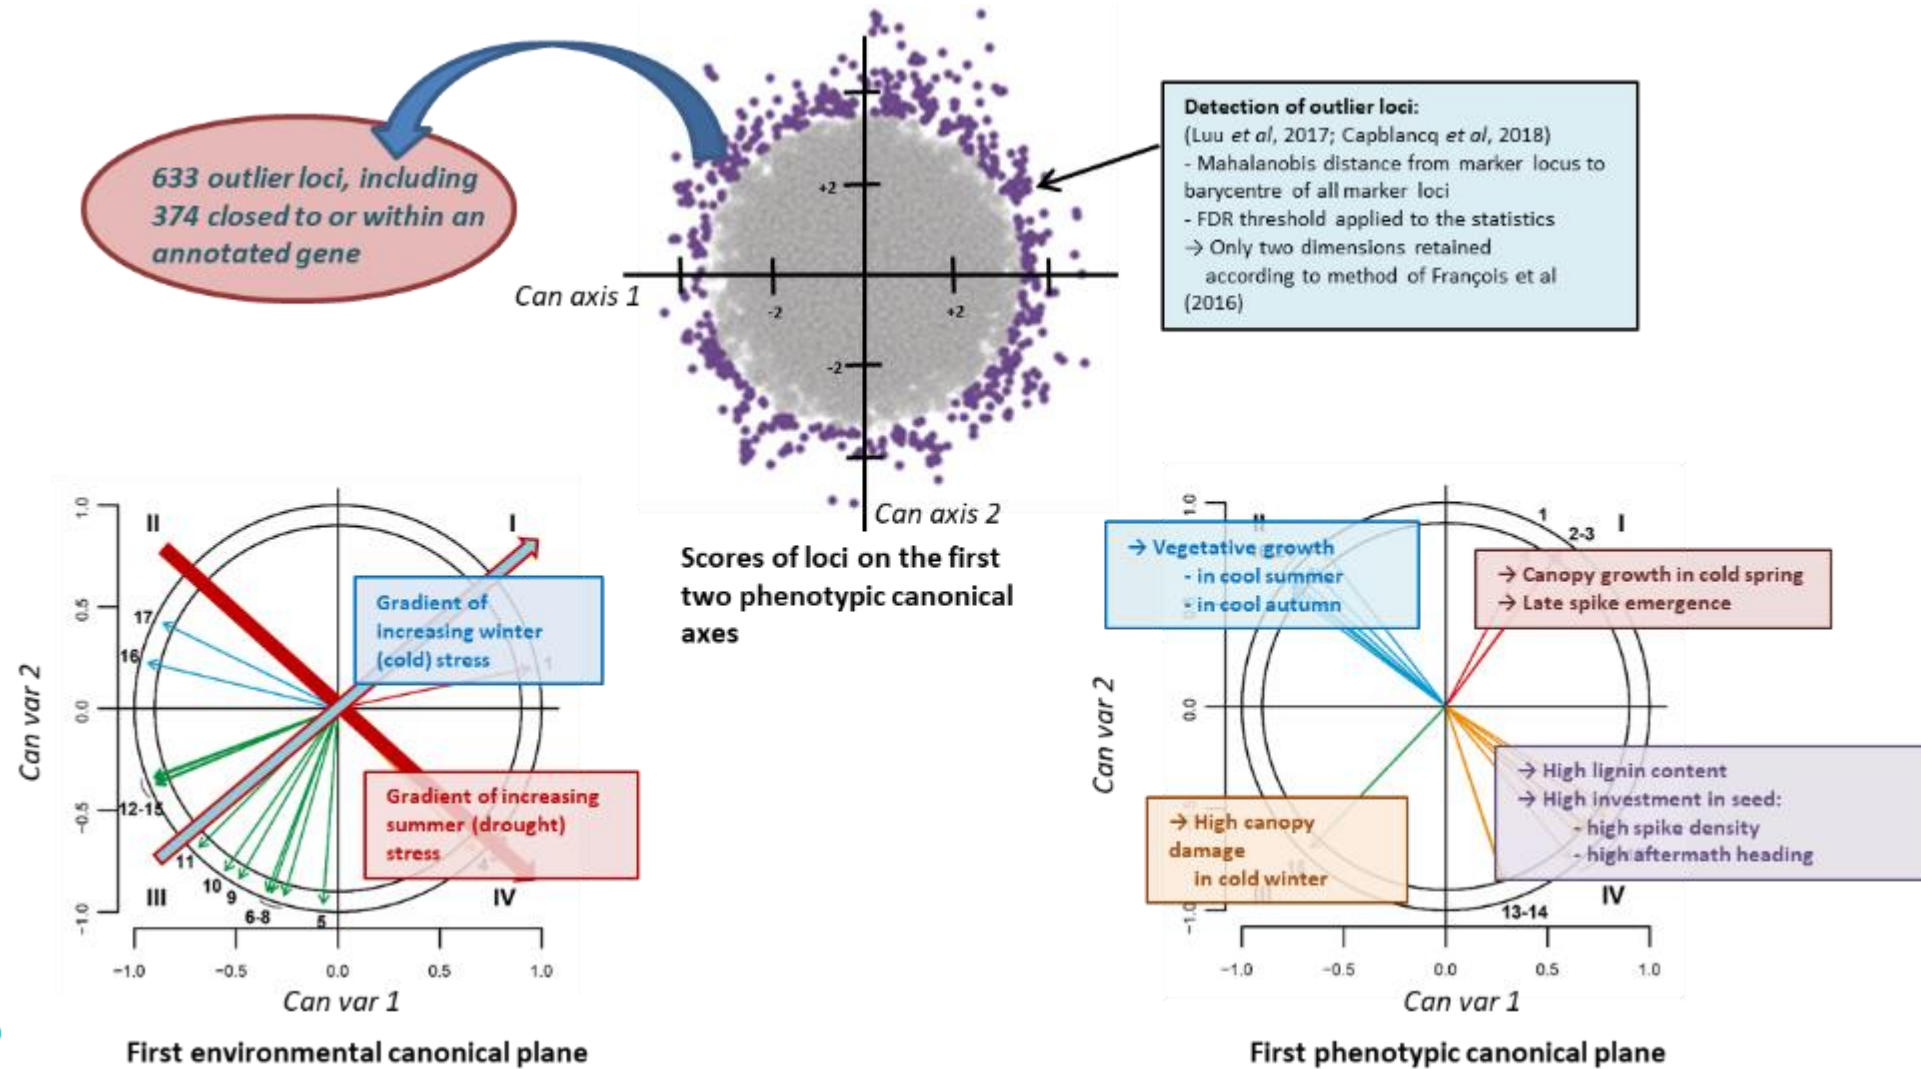 633 outlier loci, including
374 closed to or within an
annotated gene
Detection of outlier loci:
(Luu et al, 2017; Capblancq et al, 2018)
- Mahalanobis distance from marker locus to
barycentre of all marker loci
- FDR threshold applied to the statistics
→ Only two dimensions retained
according to method of François et al
(2016)
+2
-2
+2
-2
Can axis 1
Can axis 2
Scores of loci on the first
two phenotypic canonical
axes
II
I
III
IV
Gradient of
increasing winter
(cold) stress
Gradient of increasing
summer (drought)
stress
17
16
12-15
11
10
9
6-8
5
4
1
1.0
0.5
0.0
−0.5
−1.0
Can var 2
−1.0
−0.5
0.0
0.5
1.0
Can var 1
First environmental canonical plane
II
I
III
IV
1
2-3
→ Vegetative growth
- in cool summer
- in cool autumn
→ Canopy growth in cold spring
→ Late spike emergence
→ High lignin content
→ High investment in seed:
- high spike density
- high aftermath heading
→ High canopy
damage
in cold winter
13-14
1.0
0.0
−1.0
Can var 2
−1.0
−0.5
0.0
0.5
1.0
Can var 1
First phenotypic canonical plane